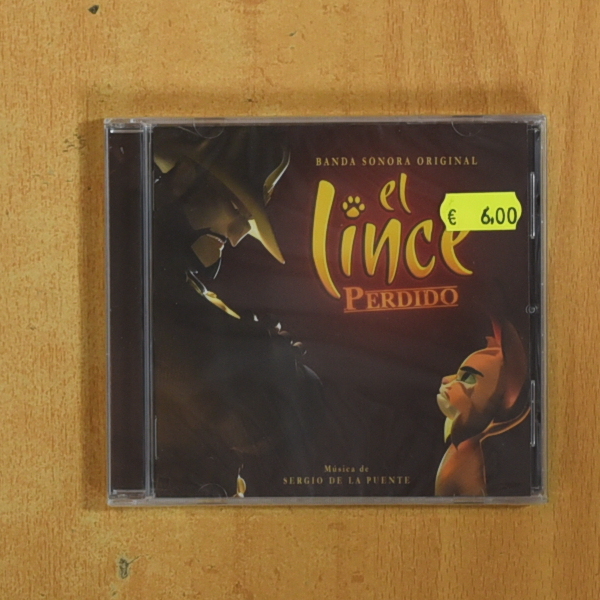 BANDA SONORA ORIGINAL
el
lince
€ 6,00
PERDIDO
Música de
SERGIO DE LA PUENTE